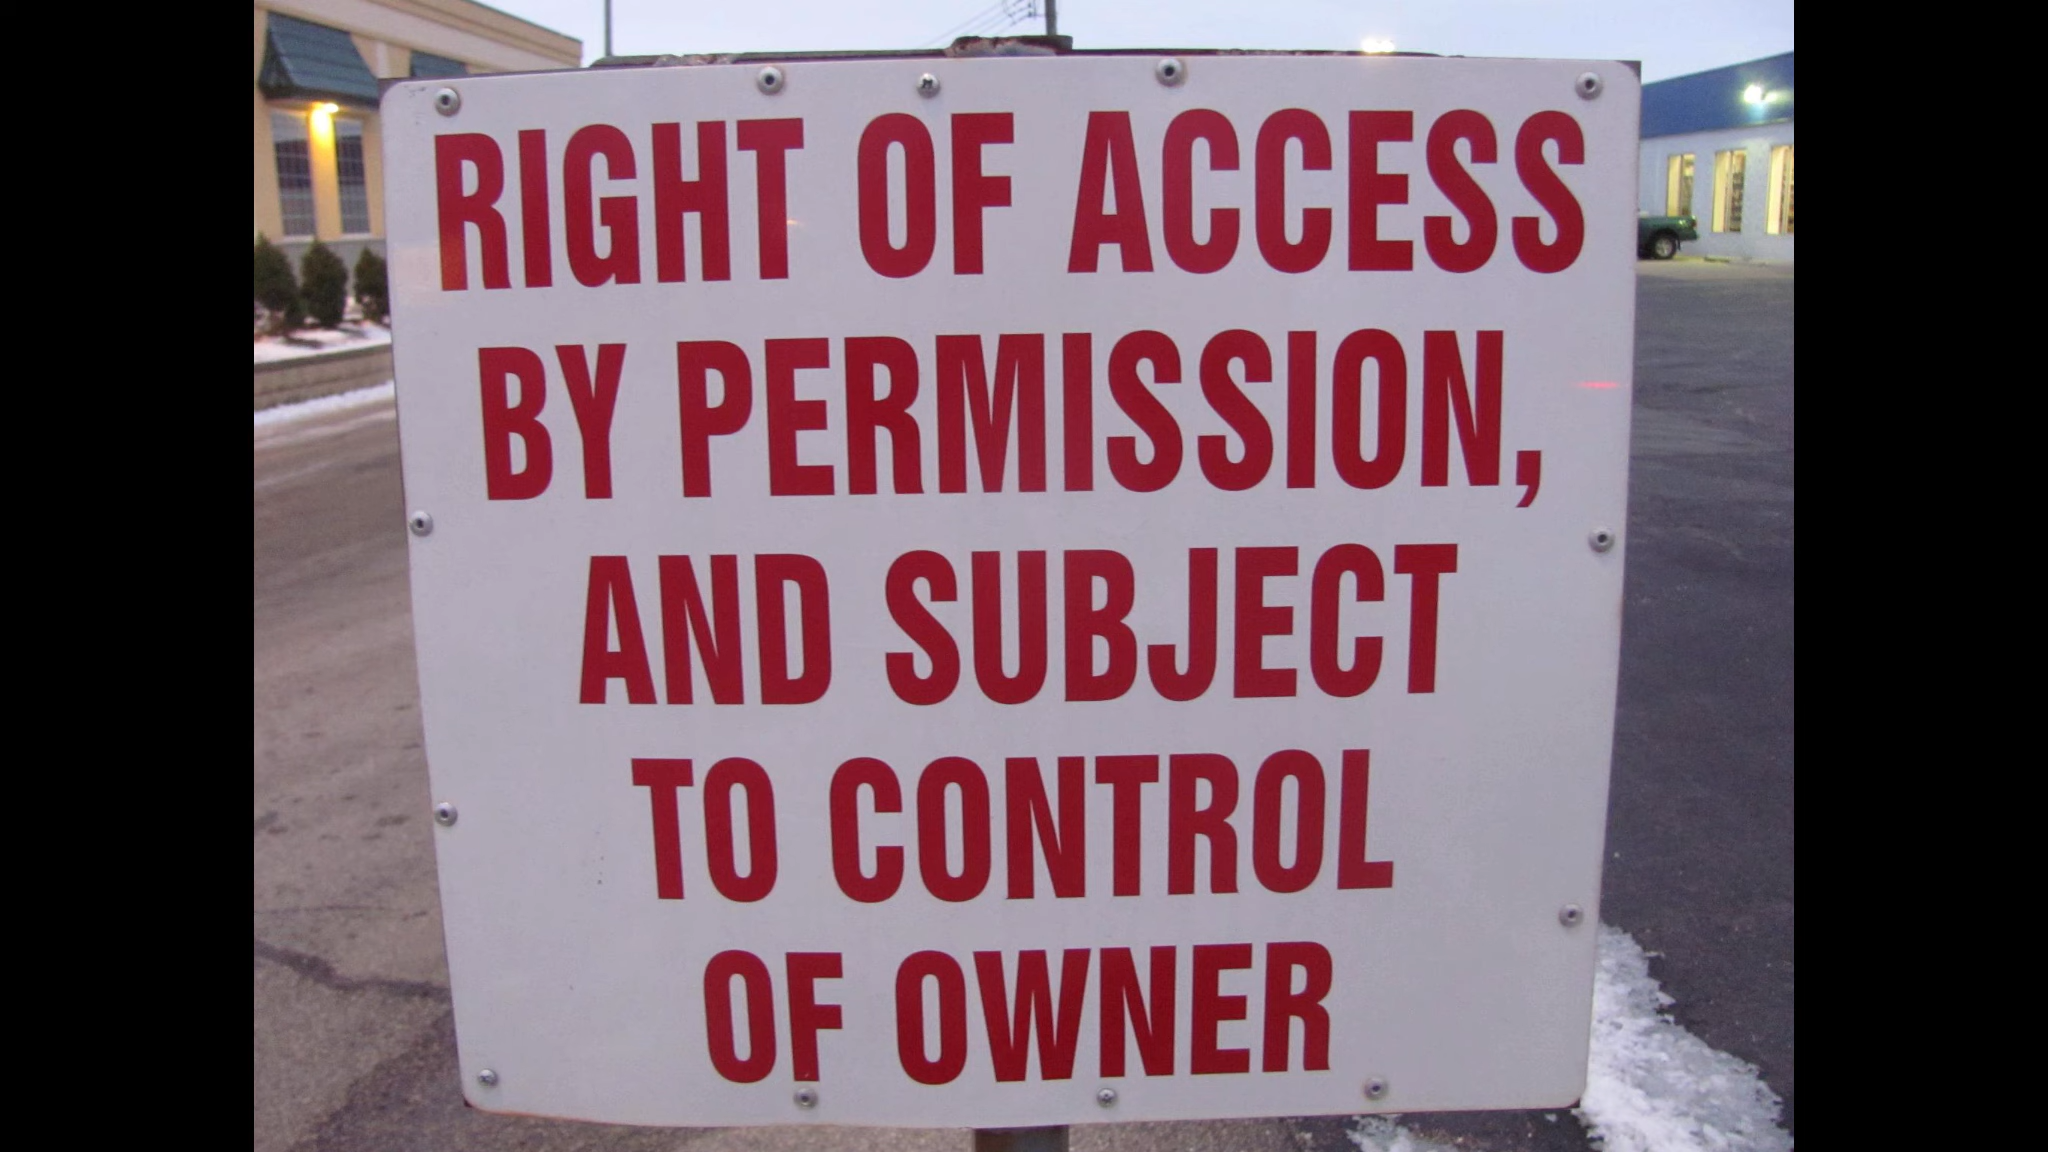 RIGHT OF ACCESS
BY PERMISSION,
AND SUBJECT
TO CONTROL
OF OWNER